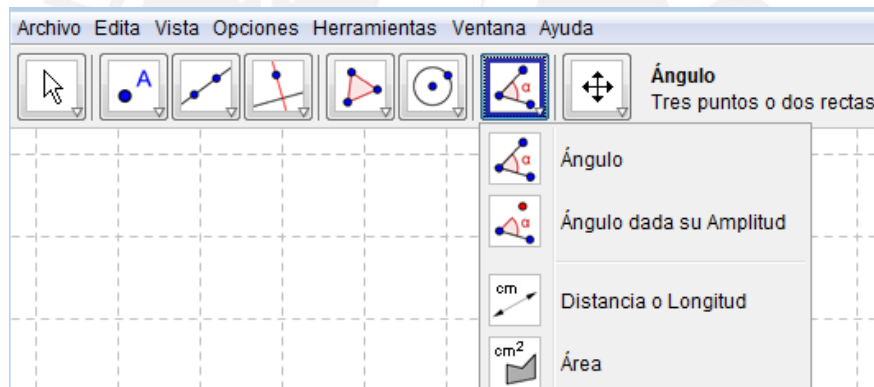 Archivo Edita Vista Opciones Herramientas Ventana Ayuda
A
α
Ángulo
Tres puntos o dos rectas
α
Ángulo
α
Ángulo dada su Amplitud
cm
Distancia o Longitud
cm²
Área